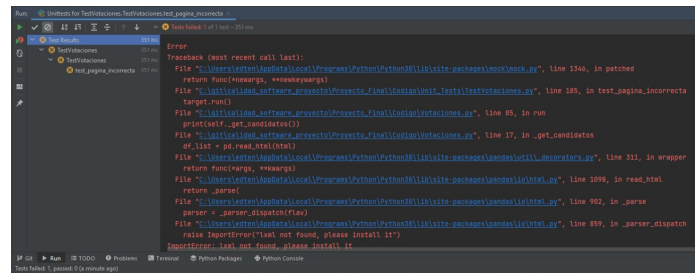 Run: Unittests for TestVotaciones.TestVotaciones.test_pagina_incorrecta ×
Tests failed: 1 of 1 test – 351 ms
Test Results 351 ms
TestVotaciones 351 ms
TestVotaciones 351 ms
test_pagina_incorrecta 351 ms
Error
Traceback (most recent call last):
File "C:\Users\edten\AppData\Local\Programs\Python\Python38\lib\site-packages\mock\mock.py", line 1346, in patched
return func(*newargs, **newkeywargs)
File "C:\git\calidad_software_proyecto\Proyecto_Final\Codigo\Unit_Tests\TestVotaciones.py", line 185, in test_pagina_incorrecta
target.run()
File "C:\git\calidad_software_proyecto\Proyecto_Final\Codigo\Votaciones.py", line 85, in run
print(self._get_candidatos())
File "C:\git\calidad_software_proyecto\Proyecto_Final\Codigo\Votaciones.py", line 17, in _get_candidatos
df_list = pd.read_html(html)
File "C:\Users\edten\AppData\Local\Programs\Python\Python38\lib\site-packages\pandas\util\_decorators.py", line 311, in wrapper
return func(*args, **kwargs)
File "C:\Users\edten\AppData\Local\Programs\Python\Python38\lib\site-packages\pandas\io\html.py", line 1098, in read_html
return _parse(
File "C:\Users\edten\AppData\Local\Programs\Python\Python38\lib\site-packages\pandas\io\html.py", line 902, in _parse
parser = _parser_dispatch(flav)
File "C:\Users\edten\AppData\Local\Programs\Python\Python38\lib\site-packages\pandas\io\html.py", line 859, in _parser_dispatch
raise ImportError("lxml not found, please install it")
ImportError: lxml not found, please install it
Git Run TODO Problems Terminal Python Packages Python Console
Tests failed: 1, passed: 0 (a minute ago)